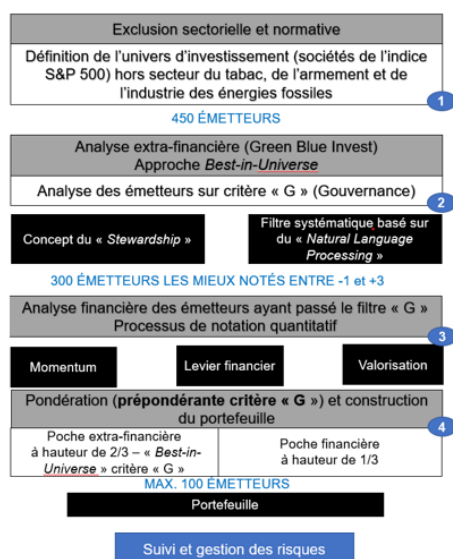 Exclusion sectorielle et normative
Définition de l'univers d'investissement (sociétés de l'indice
S&P 500) hors secteur du tabac, de l'armement et de
l'industrie des énergies fossiles
1
450 ÉMETTEURS
Analyse extra-financière (Green Blue Invest)
Approche Best-in-Universe
2
Analyse des émetteurs sur critère « G » (Gouvernance)
Concept du « Stewardship »
Filtre systématique basé sur
du « Natural Language
Processing »
300 ÉMETTEURS LES MIEUX NOTÉS ENTRE -1 et +3
Analyse financière des émetteurs ayant passé le filtre « G »
Processus de notation quantitatif
3
Momentum
Levier financier
Valorisation
Pondération (prépondérante critère « G ») et construction
du portefeuille
4
Poche extra-financière
à hauteur de 2/3 – « Best-in-
Universe » critère « G »
Poche financière
à hauteur de 1/3
MAX. 100 ÉMETTEURS
Portefeuille
Suivi et gestion des risques